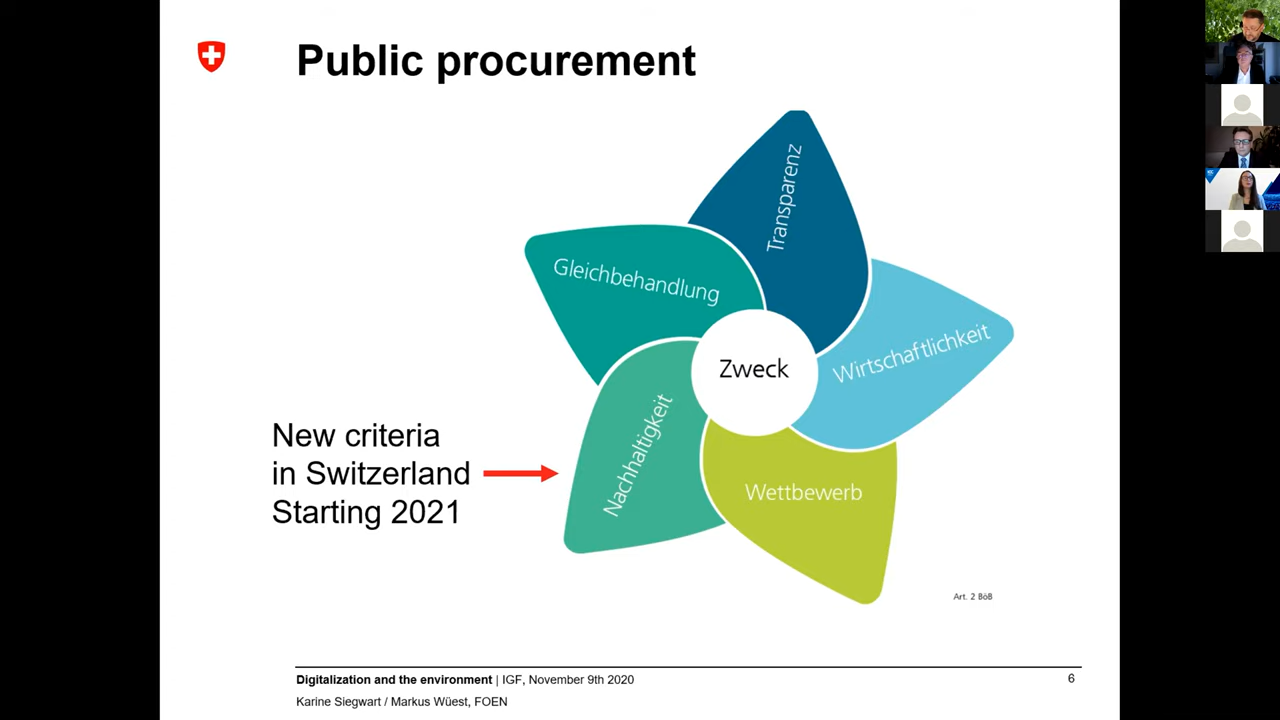 Public procurement
Transparenz
Gleichbehandlung
Wirtschaftlichkeit
Zweck
Nachhaltigkeit
Wettbewerb
New criteria
in Switzerland
Starting 2021
Art. 2 BöB
Digitalization and the environment | IGF, November 9th 2020
6
Karine Siegwart / Markus Wüest, FOEN